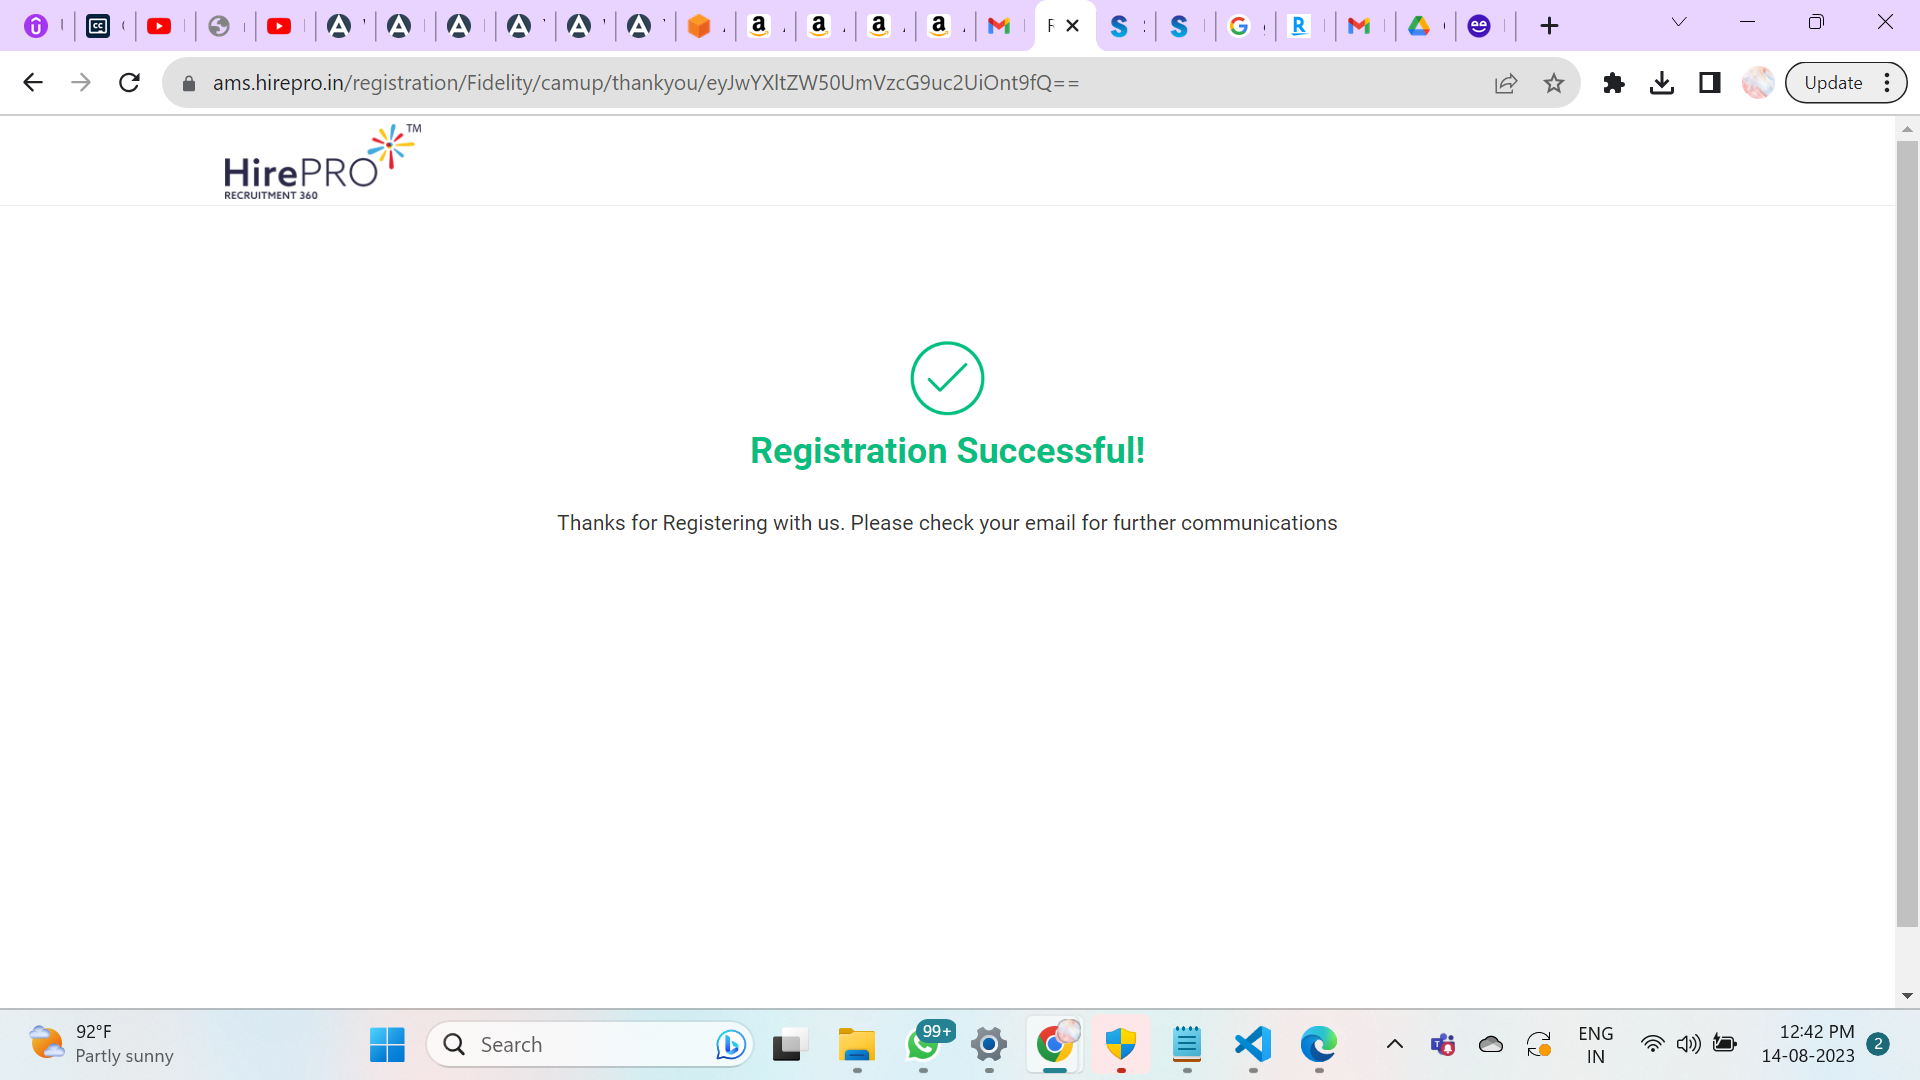 ams.hirepro.in/registration/Fidelity/camup/thankyou/eyJwYXltZW50UmVzcG9uc2UiOnt9fQ==
Update
HirePRO TM
RECRUITMENT 360
Registration Successful!
Thanks for Registering with us. Please check your email for further communications
92°F
Partly sunny
Search
99+
ENG
IN
12:42 PM
14-08-2023
2